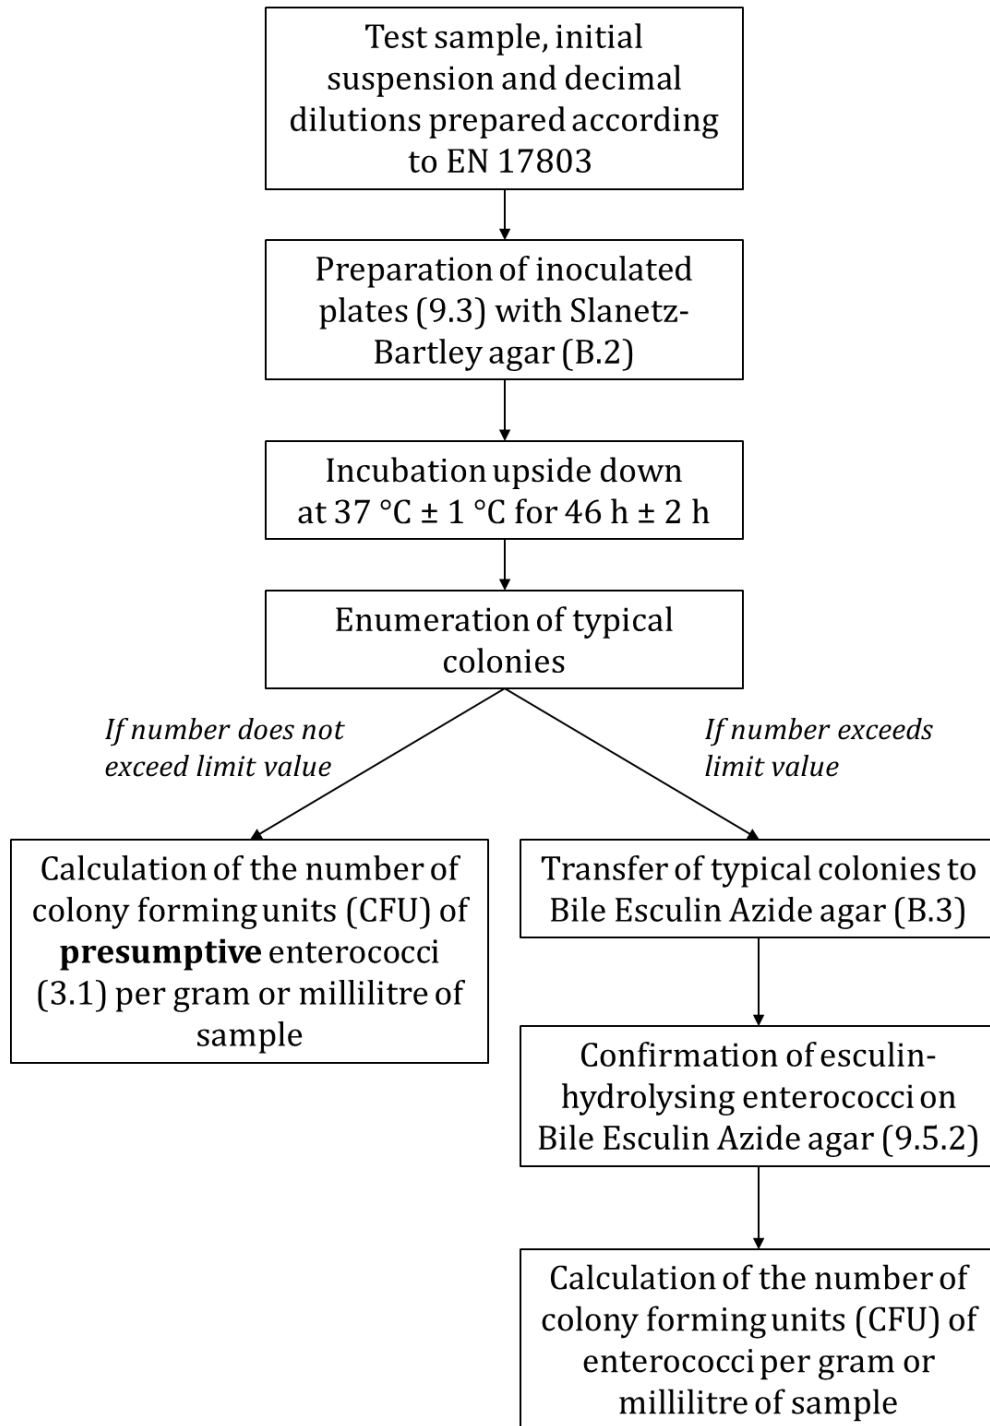 Test sample, initial
suspension and decimal
dilutions prepared according
to EN 17803
Preparation of inoculated
plates (9.3) with Slanetz-
Bartley agar (B.2)
Incubation upside down
at 37 °C ± 1 °C for 46 h ± 2 h
Enumeration of typical
colonies
If number does not
exceed limit value
If number exceeds
limit value
Calculation of the number of
colony forming units (CFU) of
presumptive enterococci
(3.1) per gram or millilitre of
sample
Transfer of typical colonies to
Bile Esculin Azide agar (B.3)
Confirmation of esculin-
hydrolysing enterococci on
Bile Esculin Azide agar (9.5.2)
Calculation of the number of
colony forming units (CFU) of
enterococci per gram or
millilitre of sample